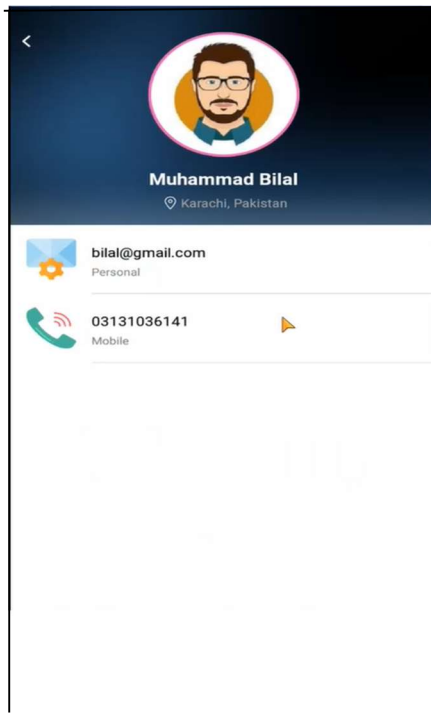 Muhammad Bilal
Karachi, Pakistan
bilal@gmail.com
Personal
03131036141
Mobile